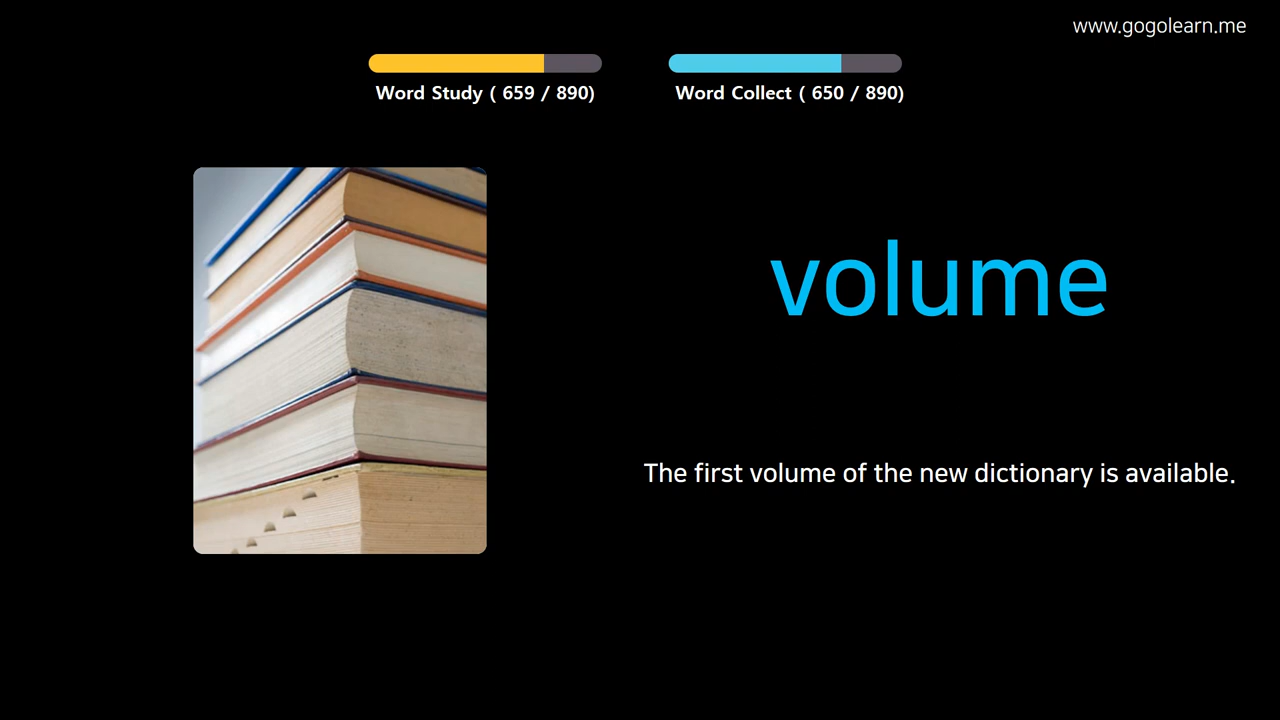 www.gogolearn.me
Word Study ( 659 / 890)
Word Collect ( 650 / 890)
volume
The first volume of the new dictionary is available.